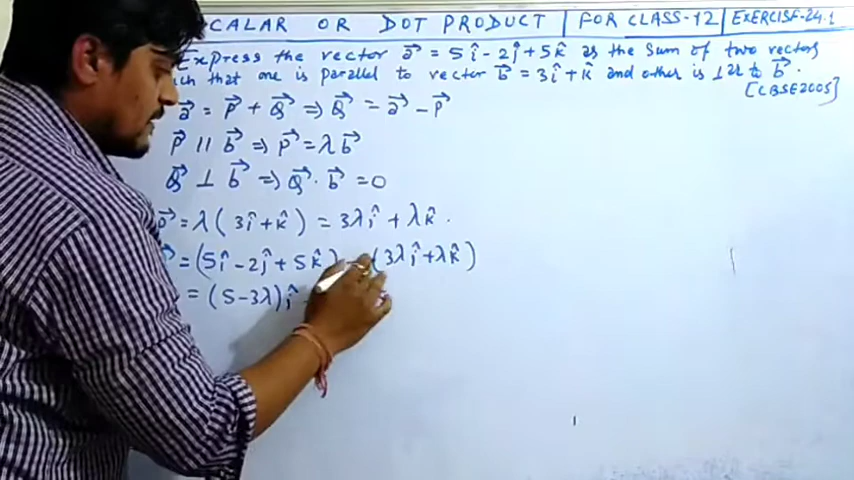 SCALAR OR DOT PRODUCT | FOR CLASS-12 | EXERCISE-24.1
Express the vector a⃗ = 5î-2ĵ+5k̂ as the sum of two vectors
such that one is parallel to vector b⃗ = 3î+k̂ and other is ⊥ar to b⃗.
[CBSE2005]
a⃗ = P⃗ + Q⃗ ⇒ Q⃗ = a⃗ - P⃗
P⃗ || b⃗ ⇒ P⃗ = λb⃗
Q⃗ ⊥ b⃗ ⇒ Q⃗ · b⃗ = 0
P⃗ = λ(3î+k̂) = 3λî + λk̂.
= (5î-2ĵ+5k̂) - (3λî+λk̂)
= (5-3λ)î